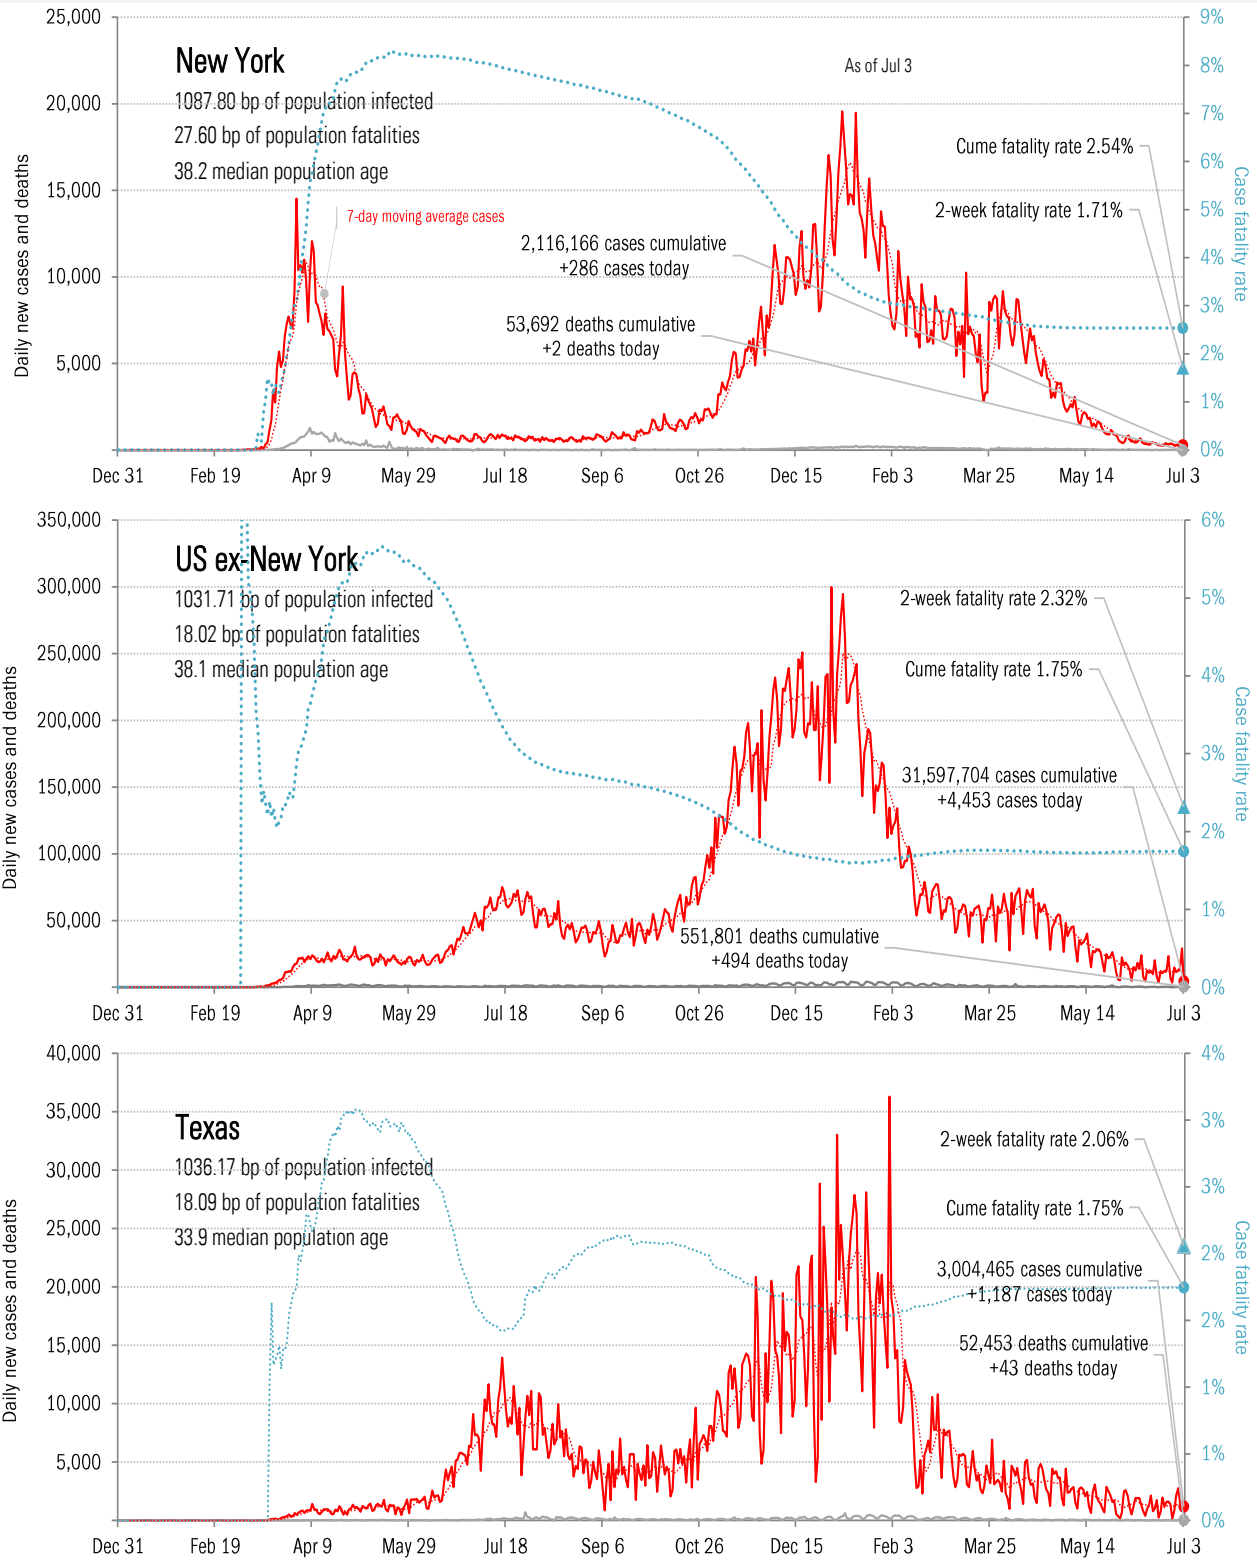 25,000
20,000
15,000
10,000
5,000
Daily new cases and deaths
New York
1087.80 bp of population infected
27.60 bp of population fatalities
38.2 median population age
7-day moving average cases
As of Jul 3
Cume fatality rate 2.54%
2-week fatality rate 1.71%
2,116,166 cases cumulative
+286 cases today
53,692 deaths cumulative
+2 deaths today
9%
8%
7%
6%
5%
4%
3%
2%
1%
0%
Case fatality rate
Dec 31 Feb 19 Apr 9 May 29 Jul 18 Sep 6 Oct 26 Dec 15 Feb 3 Mar 25 May 14 Jul 3
350,000
300,000
250,000
200,000
150,000
100,000
50,000
Daily new cases and deaths
US ex-New York
1031.71 bp of population infected
18.02 bp of population fatalities
38.1 median population age
2-week fatality rate 2.32%
Cume fatality rate 1.75%
31,597,704 cases cumulative
+4,453 cases today
551,801 deaths cumulative
+494 deaths today
6%
5%
4%
3%
2%
1%
0%
Case fatality rate
Dec 31 Feb 19 Apr 9 May 29 Jul 18 Sep 6 Oct 26 Dec 15 Feb 3 Mar 25 May 14 Jul 3
40,000
35,000
30,000
25,000
20,000
15,000
10,000
5,000
Daily new cases and deaths
Texas
1036.17 bp of population infected
18.09 bp of population fatalities
33.9 median population age
2-week fatality rate 2.06%
Cume fatality rate 1.75%
3,004,465 cases cumulative
+1,187 cases today
52,453 deaths cumulative
+43 deaths today
4%
3%
3%
2%
2%
1%
1%
0%
Case fatality rate
Dec 31 Feb 19 Apr 9 May 29 Jul 18 Sep 6 Oct 26 Dec 15 Feb 3 Mar 25 May 14 Jul 3